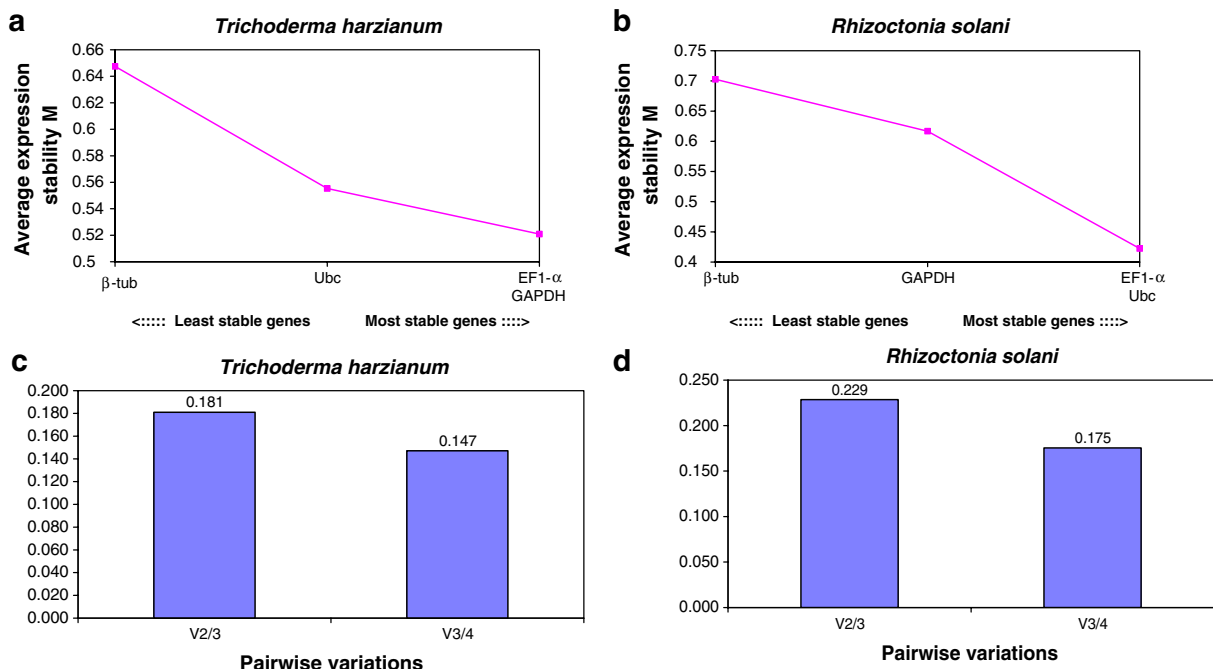 a
Trichoderma harzianum
Average expression
stability M
0.66
0.64
0.62
0.6
0.58
0.56
0.54
0.52
0.5
β-tub
Ubc
EF1-α
GAPDH
<::::: Least stable genes
Most stable genes ::::>
b
Rhizoctonia solani
Average expression
stability M
0.75
0.7
0.65
0.6
0.55
0.5
0.45
0.4
β-tub
GAPDH
EF1-α
Ubc
<::::: Least stable genes
Most stable genes ::::>
c
Trichoderma harzianum
0.200
0.180
0.160
0.140
0.120
0.100
0.080
0.060
0.040
0.020
0.000
0.181
0.147
V2/3
V3/4
Pairwise variations
d
Rhizoctonia solani
0.250
0.200
0.150
0.100
0.050
0.000
0.229
0.175
V2/3
V3/4
Pairwise variations